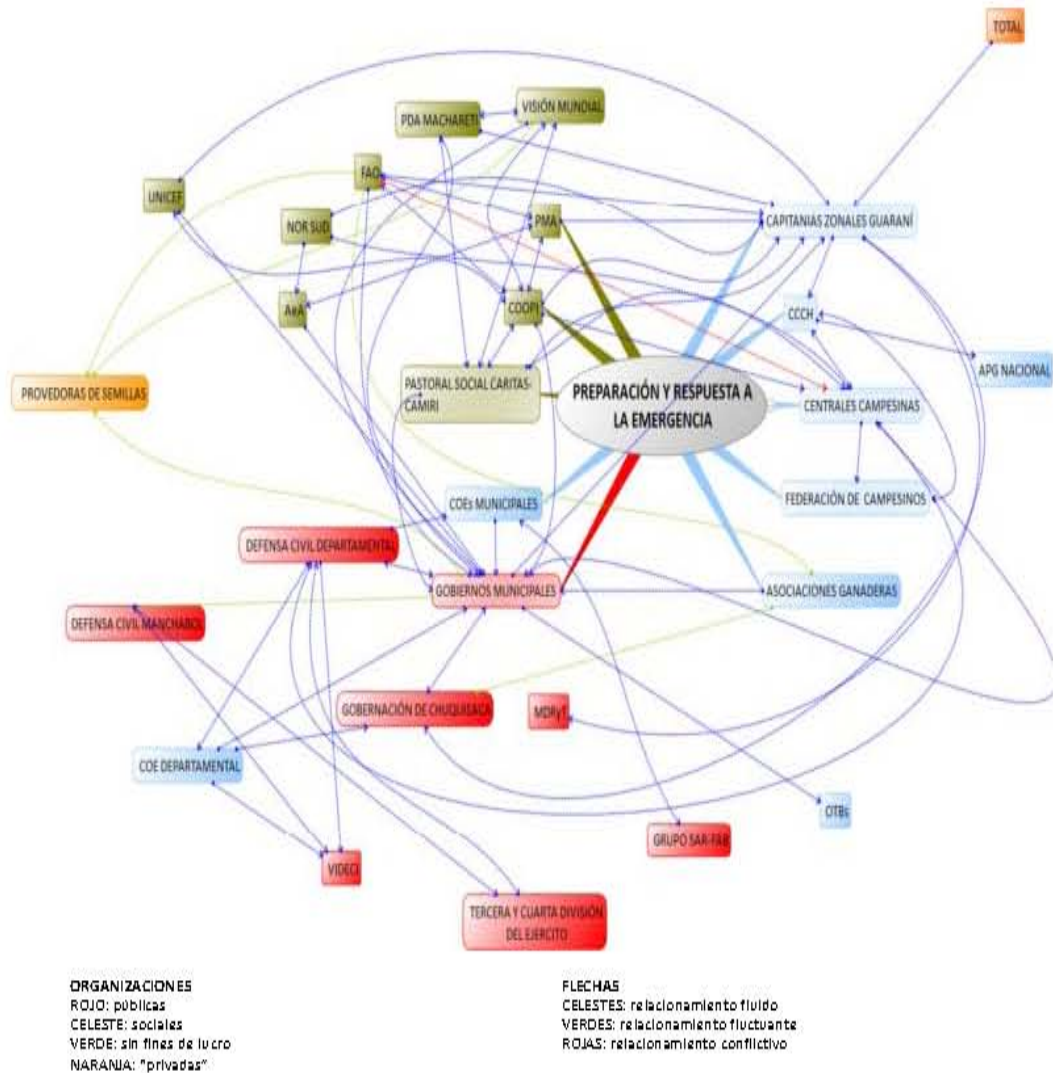 TOTAL
VISIÓN MUNDIAL
PDA MACHARETI
FAO
UNICEF
NOR SUD
PMA
CAPITANIAS ZONALES GUARANÍ
AeA
COOPI
CCCH
APG NACIONAL
PROVEDORAS DE SEMILLAS
PASTORAL SOCIAL CARITAS-
CAMIRI
PREPARACIÓN Y RESPUESTA A
LA EMERGENCIA
CENTRALES CAMPESINAS
COEs MUNICIPALES
FEDERACIÓN DE CAMPESINOS
DEFENSA CIVIL DEPARTAMENTAL
GOBIERNOS MUNICIPALES
ASOCIACIONES GANADERAS
DEFENSA CIVIL MANCHABOL
GOBERNACIÓN DE CHUQUISACA
MDRyT
COE DEPARTAMENTAL
OTBs
GRUPO SAR-FAB
VIDECI
TERCERA Y CUARTA DIVISIÓN
DEL EJERCITO
ORGANIZACIONES
ROJO: públicas
CELESTE: sociales
VERDE: sin fines de lucro
NARANJA: "privadas"
FLECHAS
CELESTES: relacionamiento fluido
VERDES: relacionamiento fluctuante
ROJAS: relacionamiento conflictivo